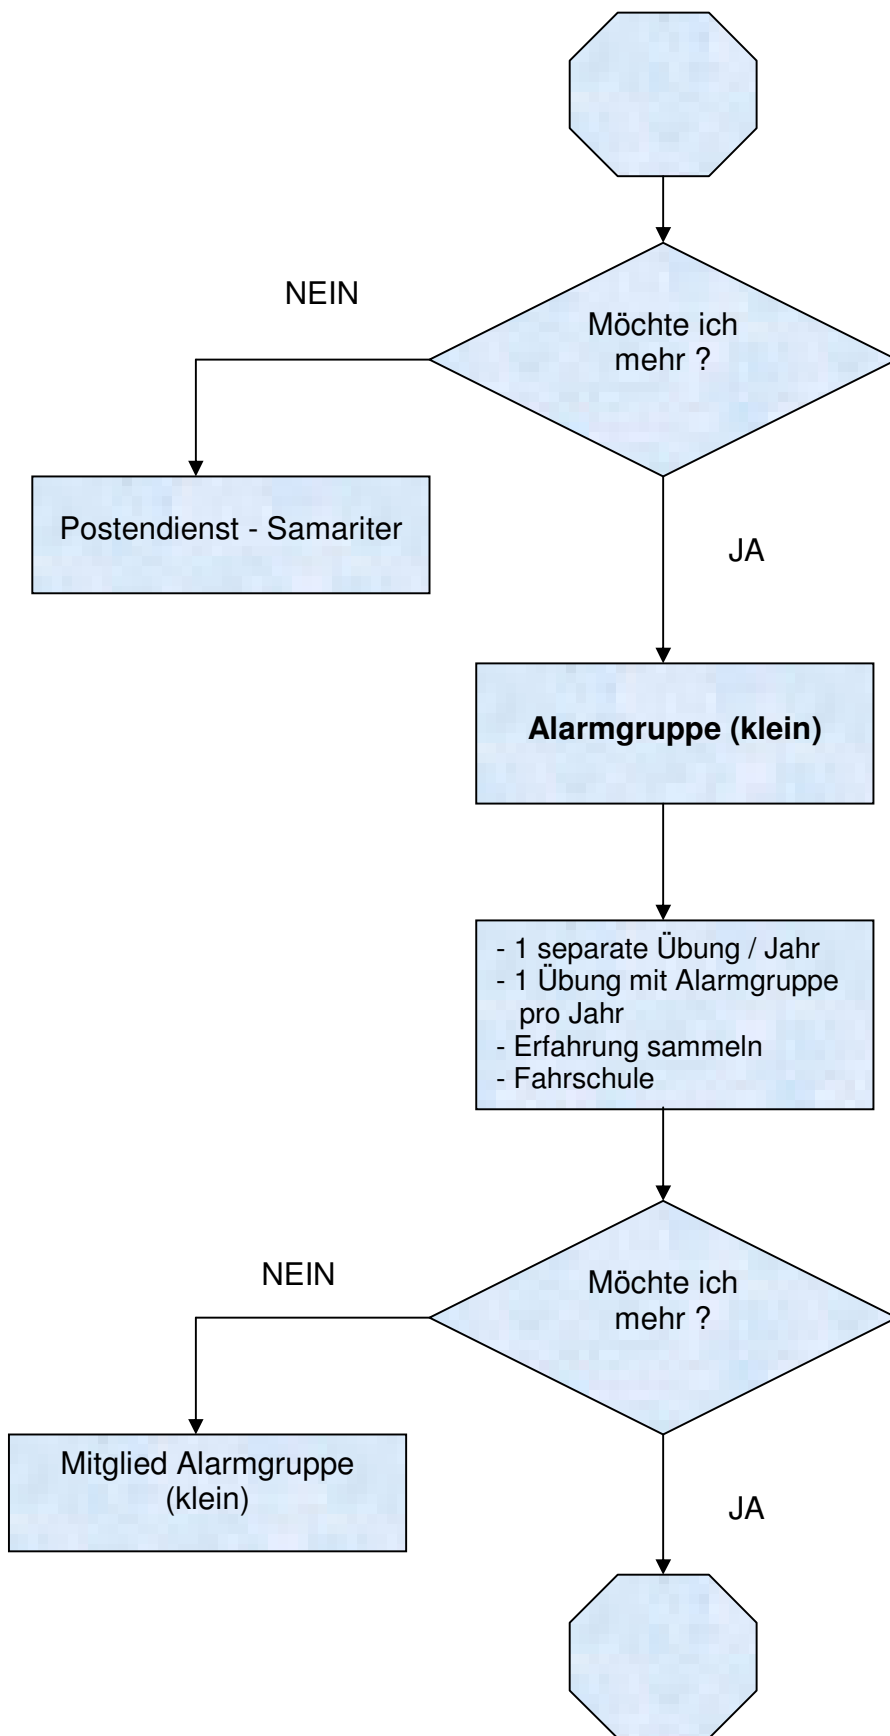 Möchte ich
mehr ?
NEIN
Postendienst - Samariter
JA
Alarmgruppe (klein)
- 1 separate Übung / Jahr
- 1 Übung mit Alarmgruppe
pro Jahr
- Erfahrung sammeln
- Fahrschule
Möchte ich
mehr ?
NEIN
Mitglied Alarmgruppe
(klein)
JA